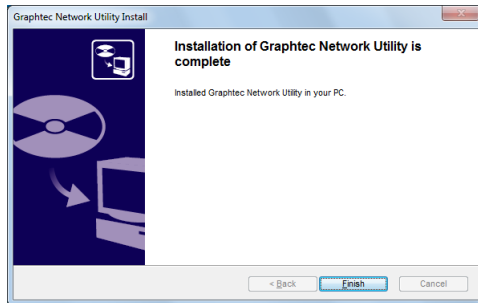 Graphtec Network Utility Install
Installation of Graphtec Network Utility is
complete
Installed Graphtec Network Utility in your PC.
< Back
Finish
Cancel